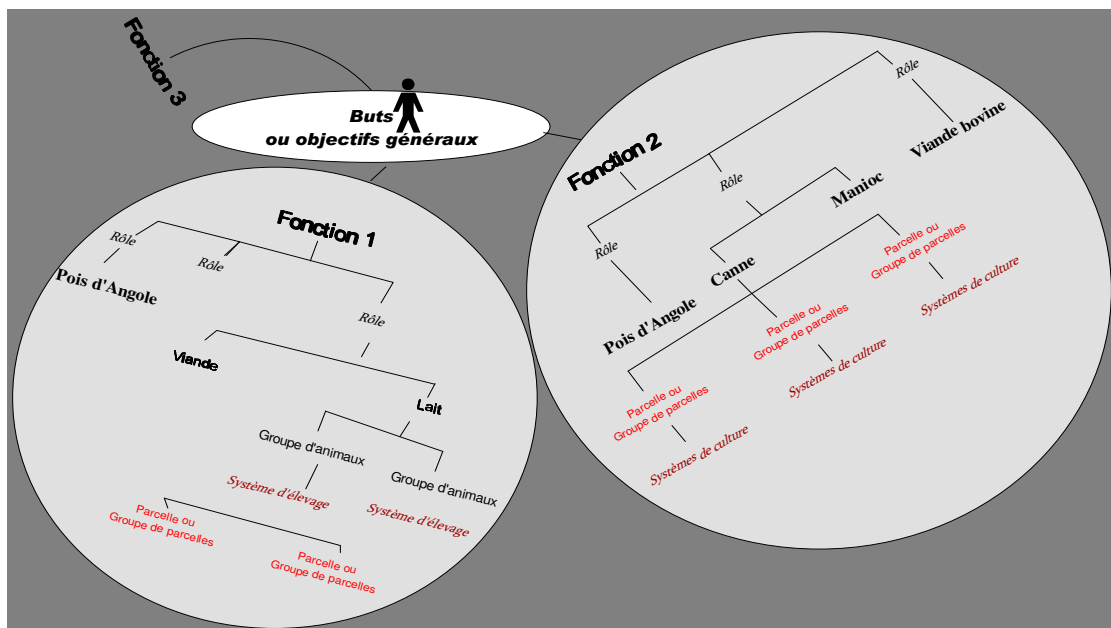 Fonction 3
Buts
ou objectifs généraux
Fonction 1
Rôle
Pois d'Angole
Rôle
Rôle
Viande
Lait
Groupe d'animaux
Système d'élevage
Groupe d'animaux
Système d'élevage
Parcelle ou
Groupe de parcelles
Parcelle ou
Groupe de parcelles
Fonction 2
Rôle
Viande bovine
Rôle
Manioc
Canne
Rôle
Pois d'Angole
Parcelle ou
Groupe de parcelles
Systèmes de culture
Parcelle ou
Groupe de parcelles
Systèmes de culture
Parcelle ou
Groupe de parcelles
Systèmes de culture